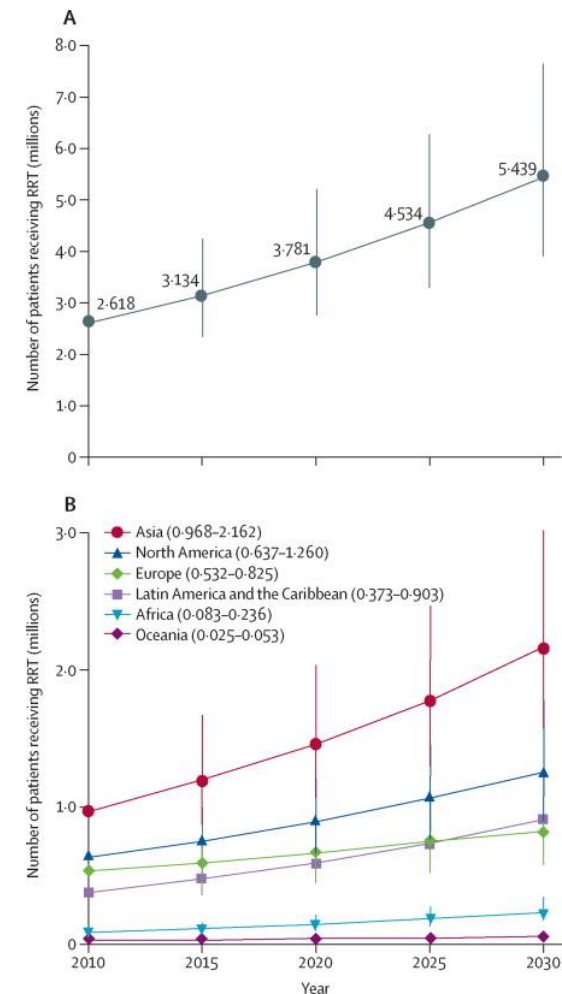 A
8·0
7·0
6·0
5·0
4·0
3·0
2·0
1·0
0
Number of patients receiving RRT (millions)
2·618
3·134
3·781
4·534
5·439
B
3·0
2·0
1·0
0
Number of patients receiving RRT (millions)
Asia (0·968–2·162)
North America (0·637–1·260)
Europe (0·532–0·825)
Latin America and the Caribbean (0·373–0·903)
Africa (0·083–0·236)
Oceania (0·025–0·053)
2010 2015 2020 2025 2030
Year